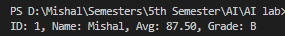 PS D:\Mishal\Semesters\5th Semester\AI\AI lab>
ID: 1, Name: Mishal, Avg: 87.50, Grade: B